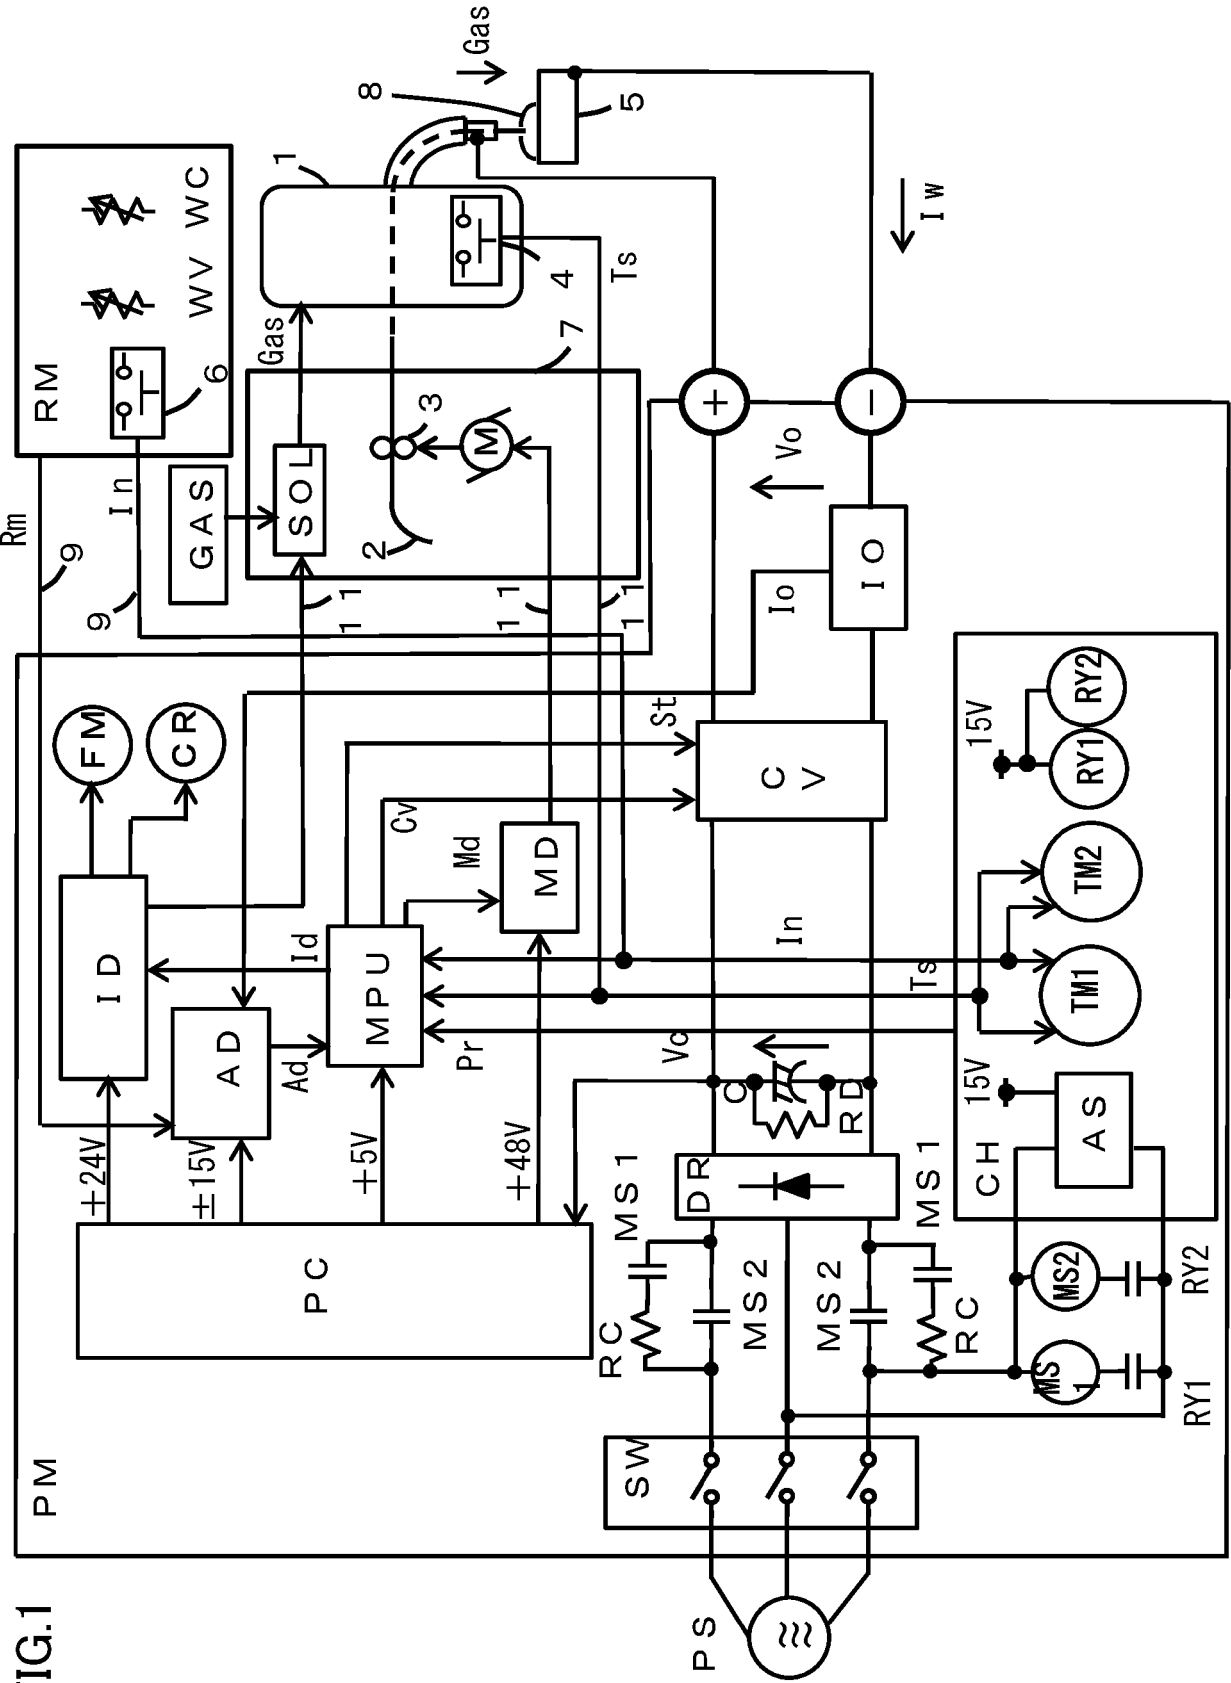 FIG.1
PM
PS
SW
RC
MS1
MS2
MS2
MS1
RC
DR
PC
+24V
±15V
+5V
+48V
ID
AD
MPU
MD
Id
Ad
Pr
Md
Cv
St
FM
CR
CV
IO
Io
Vo
Vc
C
RD
In
Ts
CH
AS
15V
MS2
MS1
RY2
RY1
TM1
TM2
15V
RY1
RY2
Rm
9
In
9
RM
6
WV
WC
GAS
SOL
Gas
2
3
M
7
11
11
11
1
4
Ts
8
5
Gas
Iw
+
−